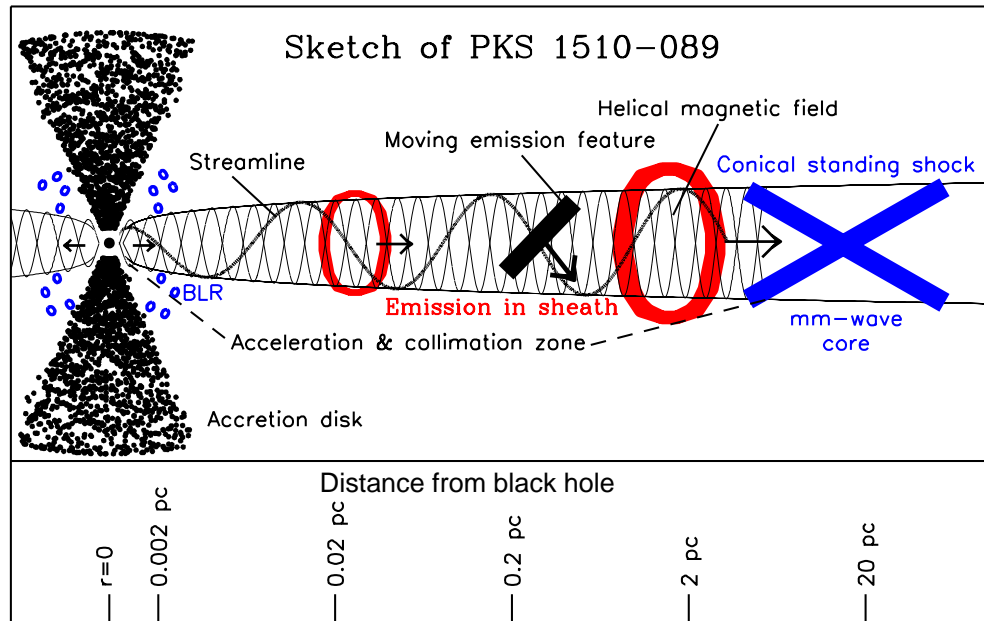 Sketch of PKS 1510-089
Helical magnetic field
Moving emission feature
Streamline
Conical standing shock
BLR
Emission in sheath
mm-wave
core
Acceleration & collimation zone
Accretion disk
Distance from black hole
r=0
0.002 pc
0.02 pc
0.2 pc
2 pc
20 pc